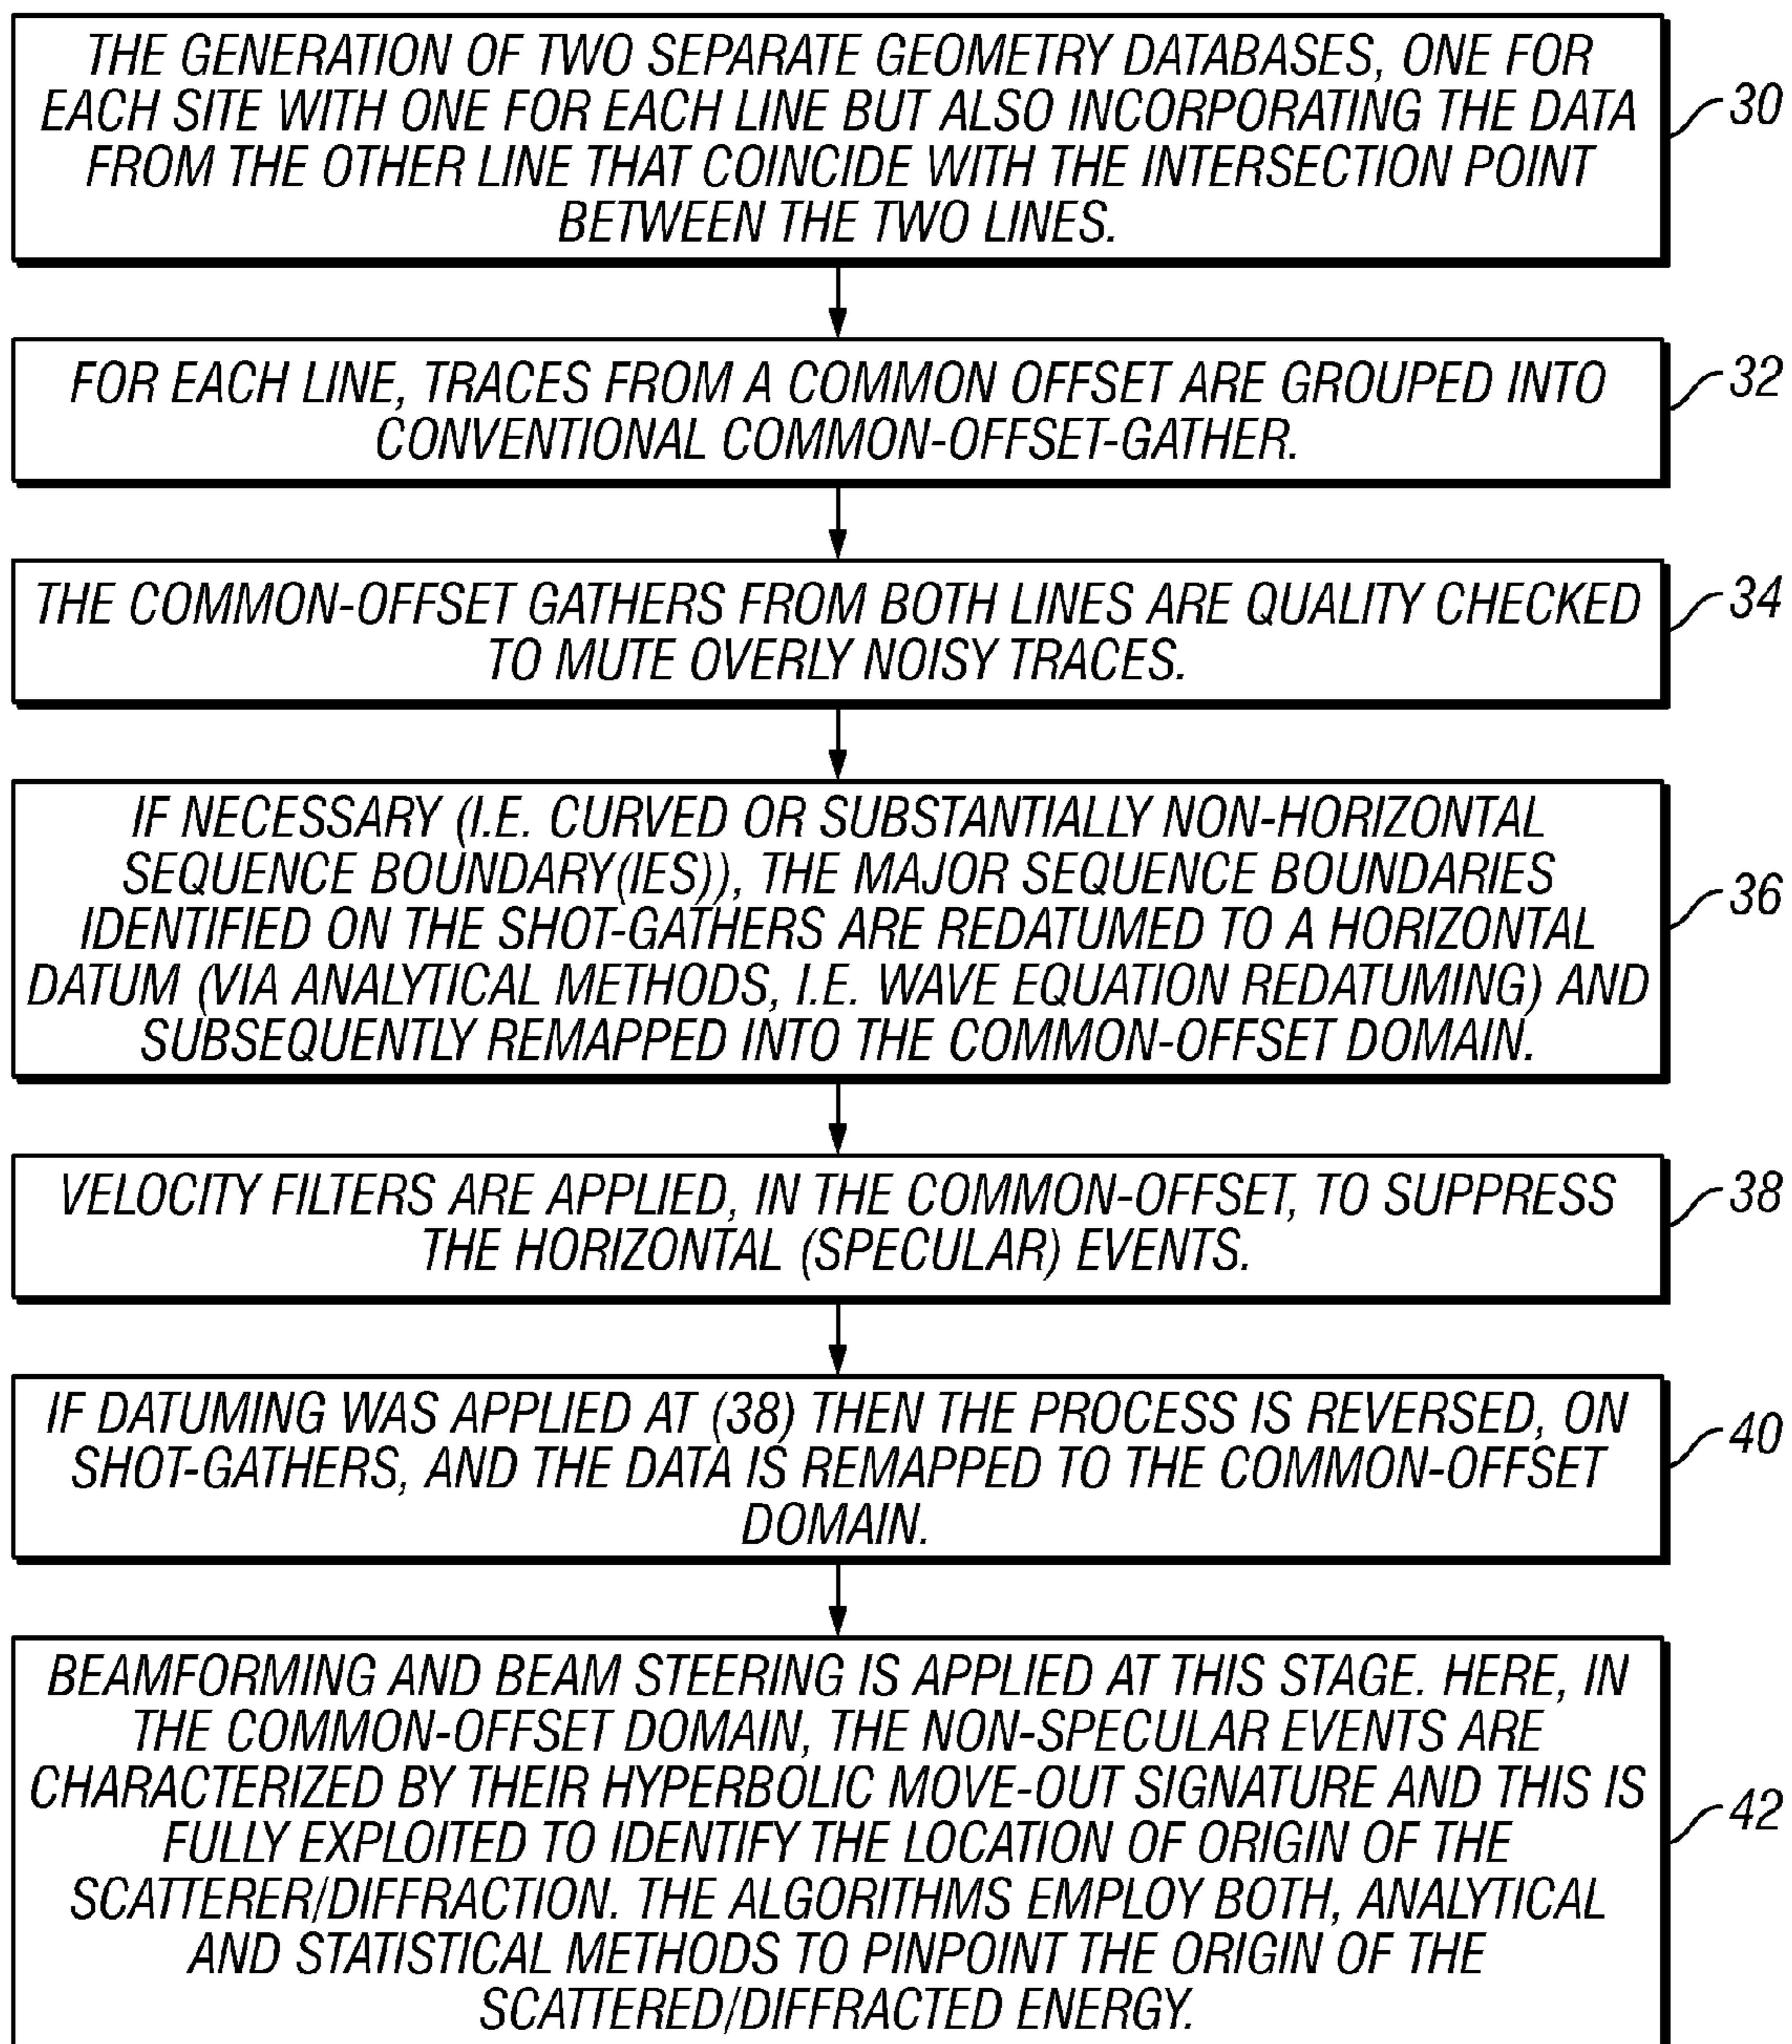 THE GENERATION OF TWO SEPARATE GEOMETRY DATABASES, ONE FOR
EACH SITE WITH ONE FOR EACH LINE BUT ALSO INCORPORATING THE DATA
FROM THE OTHER LINE THAT COINCIDE WITH THE INTERSECTION POINT
BETWEEN THE TWO LINES.
30
FOR EACH LINE, TRACES FROM A COMMON OFFSET ARE GROUPED INTO
CONVENTIONAL COMMON-OFFSET-GATHER.
32
THE COMMON-OFFSET GATHERS FROM BOTH LINES ARE QUALITY CHECKED
TO MUTE OVERLY NOISY TRACES.
34
IF NECESSARY (I.E. CURVED OR SUBSTANTIALLY NON-HORIZONTAL
SEQUENCE BOUNDARY(IES)), THE MAJOR SEQUENCE BOUNDARIES
IDENTIFIED ON THE SHOT-GATHERS ARE REDATUMED TO A HORIZONTAL
DATUM (VIA ANALYTICAL METHODS, I.E. WAVE EQUATION REDATUMING) AND
SUBSEQUENTLY REMAPPED INTO THE COMMON-OFFSET DOMAIN.
36
VELOCITY FILTERS ARE APPLIED, IN THE COMMON-OFFSET, TO SUPPRESS
THE HORIZONTAL (SPECULAR) EVENTS.
38
IF DATUMING WAS APPLIED AT (38) THEN THE PROCESS IS REVERSED, ON
SHOT-GATHERS, AND THE DATA IS REMAPPED TO THE COMMON-OFFSET
DOMAIN.
40
BEAMFORMING AND BEAM STEERING IS APPLIED AT THIS STAGE. HERE, IN
THE COMMON-OFFSET DOMAIN, THE NON-SPECULAR EVENTS ARE
CHARACTERIZED BY THEIR HYPERBOLIC MOVE-OUT SIGNATURE AND THIS IS
FULLY EXPLOITED TO IDENTIFY THE LOCATION OF ORIGIN OF THE
SCATTERER/DIFFRACTION. THE ALGORITHMS EMPLOY BOTH, ANALYTICAL
AND STATISTICAL METHODS TO PINPOINT THE ORIGIN OF THE
SCATTERED/DIFFRACTED ENERGY.
42